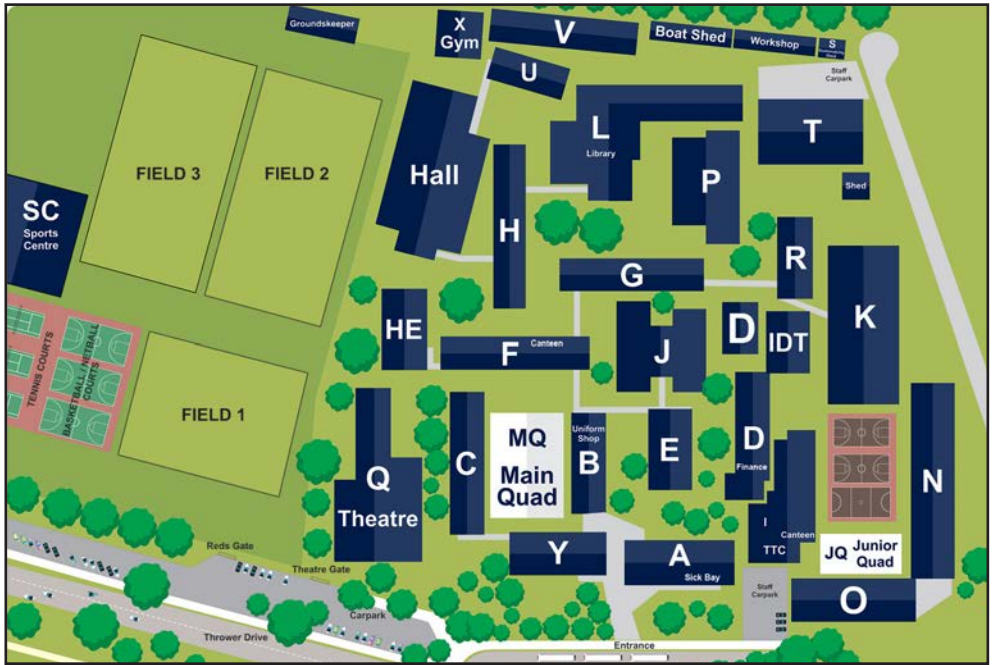 Groundskeeper
X
Gym
V
Boat Shed
Workshop
S
U
Staff
Carpark
L
Library
T
Hall
P
Shed
FIELD 3
FIELD 2
SC
Sports
Centre
H
R
G
K
HE
F
Canteen
J
D
IDT
TENNIS COURTS
BASKETBALL / NETBALL
COURTS
FIELD 1
MQ
Main
Quad
Uniform
Shop
B
C
E
D
Finance
N
Q
Theatre
I
TTC
Canteen
JQ
Junior
Quad
Y
A
Sick Bay
Reds Gate
Theatre Gate
Staff
Carpark
O
Carpark
Thrower Drive
Entrance